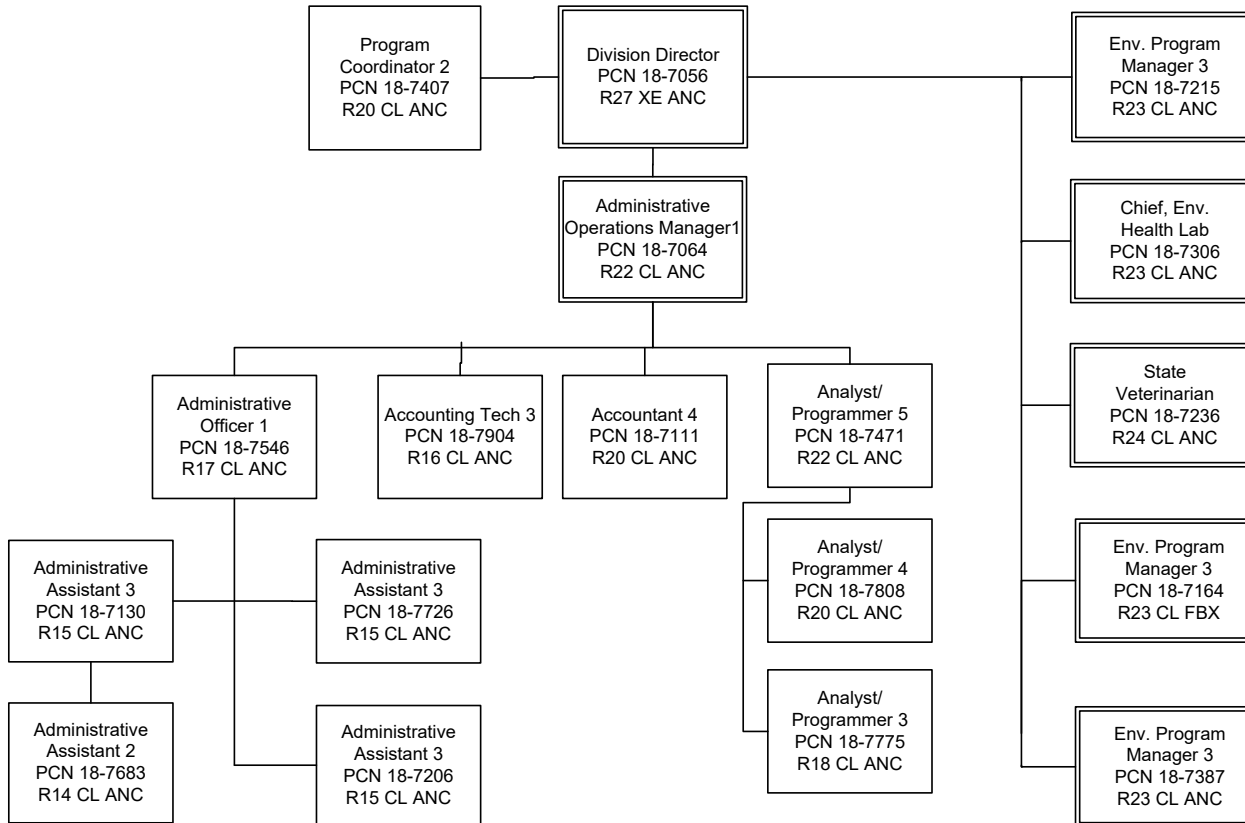 Program
Coordinator 2
PCN 18-7407
R20 CL ANC
Division Director
PCN 18-7056
R27 XE ANC
Env. Program
Manager 3
PCN 18-7215
R23 CL ANC
Administrative
Operations Manager1
PCN 18-7064
R22 CL ANC
Chief, Env.
Health Lab
PCN 18-7306
R23 CL ANC
State
Veterinarian
PCN 18-7236
R24 CL ANC
Administrative
Officer 1
PCN 18-7546
R17 CL ANC
Accounting Tech 3
PCN 18-7904
R16 CL ANC
Accountant 4
PCN 18-7111
R20 CL ANC
Analyst/
Programmer 5
PCN 18-7471
R22 CL ANC
Administrative
Assistant 3
PCN 18-7130
R15 CL ANC
Administrative
Assistant 3
PCN 18-7726
R15 CL ANC
Analyst/
Programmer 4
PCN 18-7808
R20 CL ANC
Env. Program
Manager 3
PCN 18-7164
R23 CL FBX
Administrative
Assistant 2
PCN 18-7683
R14 CL ANC
Administrative
Assistant 3
PCN 18-7206
R15 CL ANC
Analyst/
Programmer 3
PCN 18-7775
R18 CL ANC
Env. Program
Manager 3
PCN 18-7387
R23 CL ANC